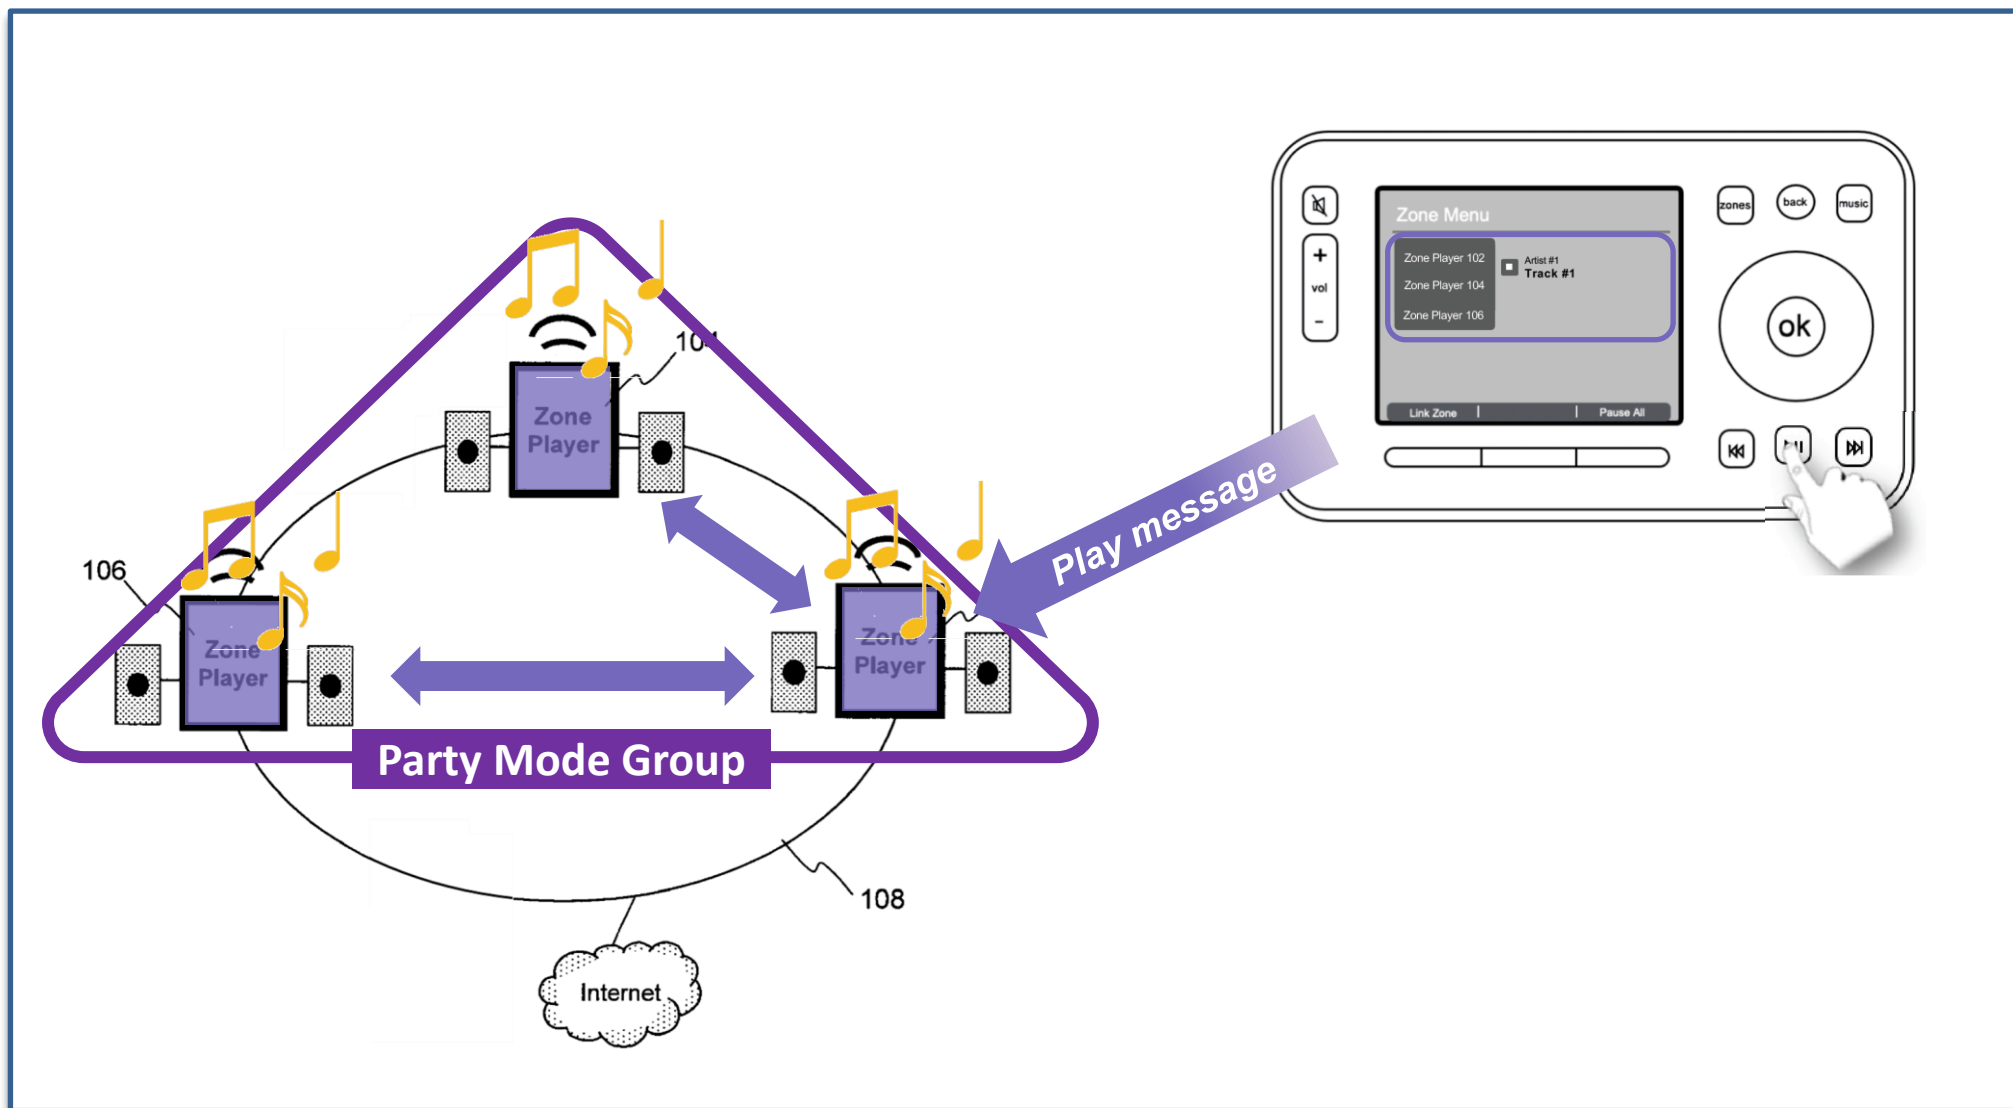 zones
back
music
Zone Menu
+
vol
-
Zone Player 102
Zone Player 104
Zone Player 106
Artist #1
Track #1
ok
Link Zone | | Pause All
104
Zone
Player
Play message
106
Zone
Player
Zone
Player
Party Mode Group
108
Internet